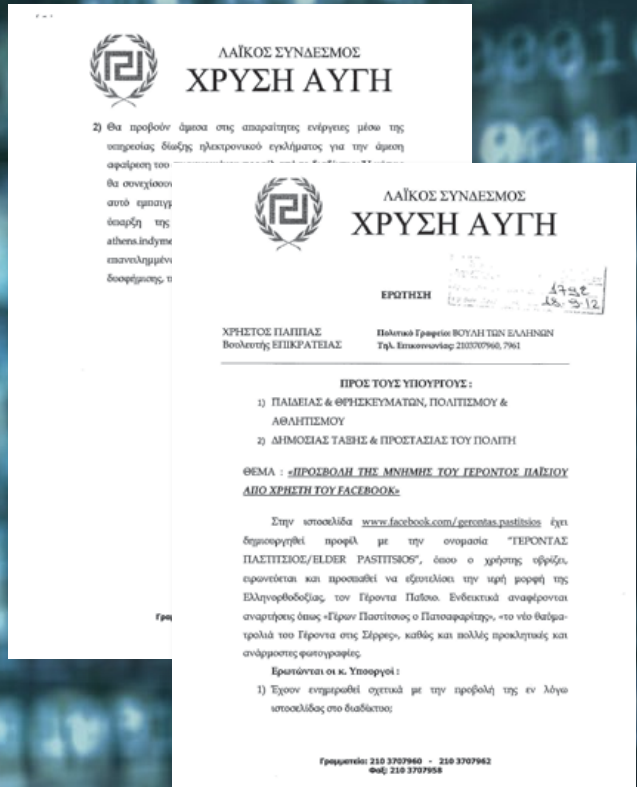 ΛΑΪΚΟΣ ΣΥΝΔΕΣΜΟΣ
ΧΡΥΣΗ ΑΥΓΗ
2) Θα προβούν άμεσα στις απαραίτητες ενέργειες μέσω της
υπηρεσίας δίωξης ηλεκτρονικού εγκλήματος για την άμεση
αφαίρεση του
θα συνεχίσουν
αυτό
ύπαρξη της
επανειλημμένα
δυσφήμισης,
ΛΑΪΚΟΣ ΣΥΝΔΕΣΜΟΣ
ΧΡΥΣΗ ΑΥΓΗ
1792
18-9-12
ΕΡΩΤΗΣΗ
ΧΡΗΣΤΟΣ ΠΑΠΠΑΣ
Βουλευτής ΕΠΙΚΡΑΤΕΙΑΣ
Πολιτικό Γραφείο: ΒΟΥΛΗ ΤΩΝ ΕΛΛΗΝΩΝ
Τηλ. Επικοινωνίας: 2103707960, 7961
ΠΡΟΣ ΤΟΥΣ ΥΠΟΥΡΓΟΥΣ :
1) ΠΑΙΔΕΙΑΣ & ΘΡΗΣΚΕΥΜΑΤΩΝ, ΠΟΛΙΤΙΣΜΟΥ &
ΑΘΛΗΤΙΣΜΟΥ
2) ΔΗΜΟΣΙΑΣ ΤΑΞΗΣ & ΠΡΟΣΤΑΣΙΑΣ ΤΟΥ ΠΟΛΙΤΗ
ΘΕΜΑ : «ΠΡΟΣΒΟΛΗ ΤΗΣ ΜΝΗΜΗΣ ΤΟΥ ΓΕΡΟΝΤΟΣ ΠΑΪΣΙΟΥ
ΑΠΟ ΧΡΗΣΤΗ ΤΟΥ FACEBOOK»
Στην ιστοσελίδα www.facebook.com/gerontas.pastitsios έχει
δημιουργηθεί προφίλ με την ονομασία "ΓΕΡΟΝΤΑΣ
ΠΑΣΤΙΤΣΙΟΣ/ELDER PASTITSIOS", όπου ο χρήστης υβρίζει,
ειρωνεύεται και προσπαθεί να εξευτελίσει την ιερή μορφή της
Ελληνορθοδοξίας, τον Γέροντα Παΐσιο. Ενδεικτικά αναφέρονται
αναρτήσεις όπως «Γέρων Παστίτσιος ο Πατσαφαρίτης», «το νέο θαύμα-
τρολιά του Γέροντα στις Σέρρες», καθώς και πολλές προκλητικές και
ανάρμοστες φωτογραφίες.
Ερωτώνται οι κ. Υπουργοί :
1) Έχουν ενημερωθεί σχετικά με την προβολή της εν λόγω
ιστοσελίδας στο διαδίκτυο;
Γραμματεία: 210 3707960 - 210 3707962
Φαξ: 210 3707958